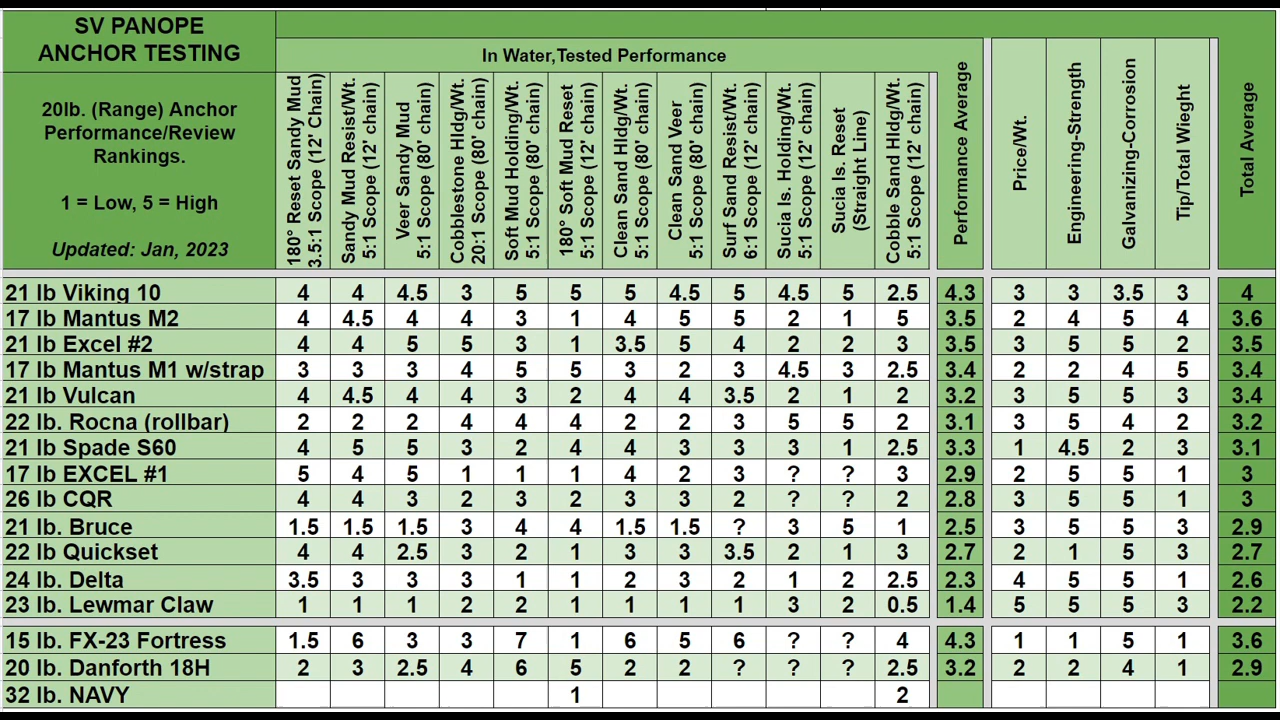 SV PANOPE
ANCHOR TESTING
20lb. (Range) Anchor
Performance/Review
Rankings.
1 = Low, 5 = High
Updated: Jan, 2023
In Water,Tested Performance
180° Reset Sandy Mud
3.5:1 Scope (12' Chain)
Sandy Mud Resist/Wt.
5:1 Scope (12' chain)
Veer Sandy Mud
5:1 Scope (80' chain)
Cobblestone Hldg/Wt.
20:1 Scope (80' chain)
Soft Mud Holding/Wt.
5:1 Scope (80' chain)
180° Soft Mud Reset
5:1 Scope (12' chain)
Clean Sand Hldg/Wt.
5:1 Scope (80' chain)
Clean Sand Veer
5:1 Scope (80' chain)
Surf Sand Resist/Wt.
6:1 Scope (12' chain)
Sucia Is. Holding/Wt.
5:1 Scope (12' chain)
Sucia Is. Reset
(Straight Line)
Cobble Sand Hldg/Wt.
5:1 Scope (12' chain)
Performance Average
Price/Wt.
Engineering-Strength
Galvanizing-Corrosion
Tip/Total Wieght
Total Average
21 lb Viking 10 4 4 4.5 3 5 5 5 4.5 5 4.5 5 2.5 4.3 3 3 3.5 3 4
17 lb Mantus M2 4 4.5 4 4 3 1 4 5 5 2 1 5 3.5 2 4 5 4 3.6
21 lb Excel #2 4 4 5 5 3 1 3.5 5 4 2 2 3 3.5 3 5 5 2 3.5
17 lb Mantus M1 w/strap 3 3 3 4 5 5 3 2 3 4.5 3 2.5 3.4 2 2 4 5 3.4
21 lb Vulcan 4 4.5 4 4 3 2 4 4 3.5 2 1 2 3.2 3 5 5 3 3.4
22 lb. Rocna (rollbar) 2 2 2 4 4 4 2 2 3 5 5 2 3.1 3 5 4 2 3.2
21 lb Spade S60 4 5 5 3 2 4 4 3 3 3 1 2.5 3.3 1 4.5 2 3 3.1
17 lb EXCEL #1 5 4 5 1 1 1 4 2 3 ? ? 3 2.9 2 5 5 1 3
26 lb CQR 4 4 3 2 3 2 3 3 2 ? ? 2 2.8 3 5 5 1 3
21 lb. Bruce 1.5 1.5 1.5 3 4 4 1.5 1.5 ? 3 5 1 2.5 3 5 5 3 2.9
22 lb Quickset 4 4 2.5 3 2 1 3 3 3.5 2 1 3 2.7 2 1 5 3 2.7
24 lb. Delta 3.5 3 3 3 1 1 2 3 2 1 2 2.5 2.3 4 5 5 1 2.6
23 lb. Lewmar Claw 1 1 1 2 2 1 1 1 1 3 2 0.5 1.4 5 5 5 3 2.2
15 lb. FX-23 Fortress 1.5 6 3 3 7 1 6 5 6 ? ? 4 4.3 1 1 5 1 3.6
20 lb. Danforth 18H 2 3 2.5 4 6 5 2 2 ? ? ? 2.5 3.2 2 2 4 1 2.9
32 lb. NAVY 1 2